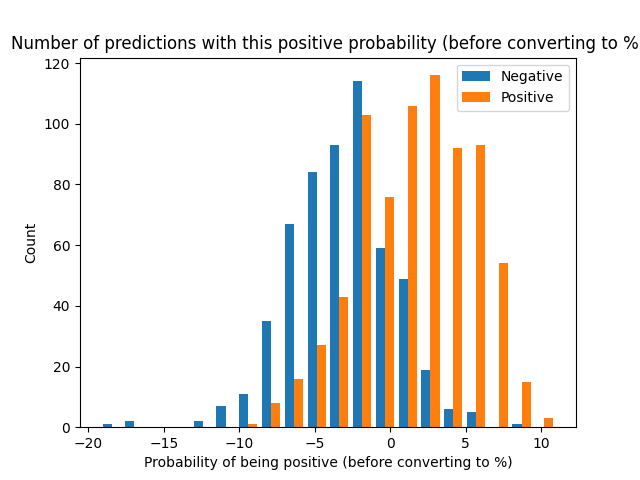 Number of predictions with this positive probability (before converting to %
Negative
Positive
120
100
80
60
40
20
0
Count
−20
−15
−10
−5
0
5
10
Probability of being positive (before converting to %)